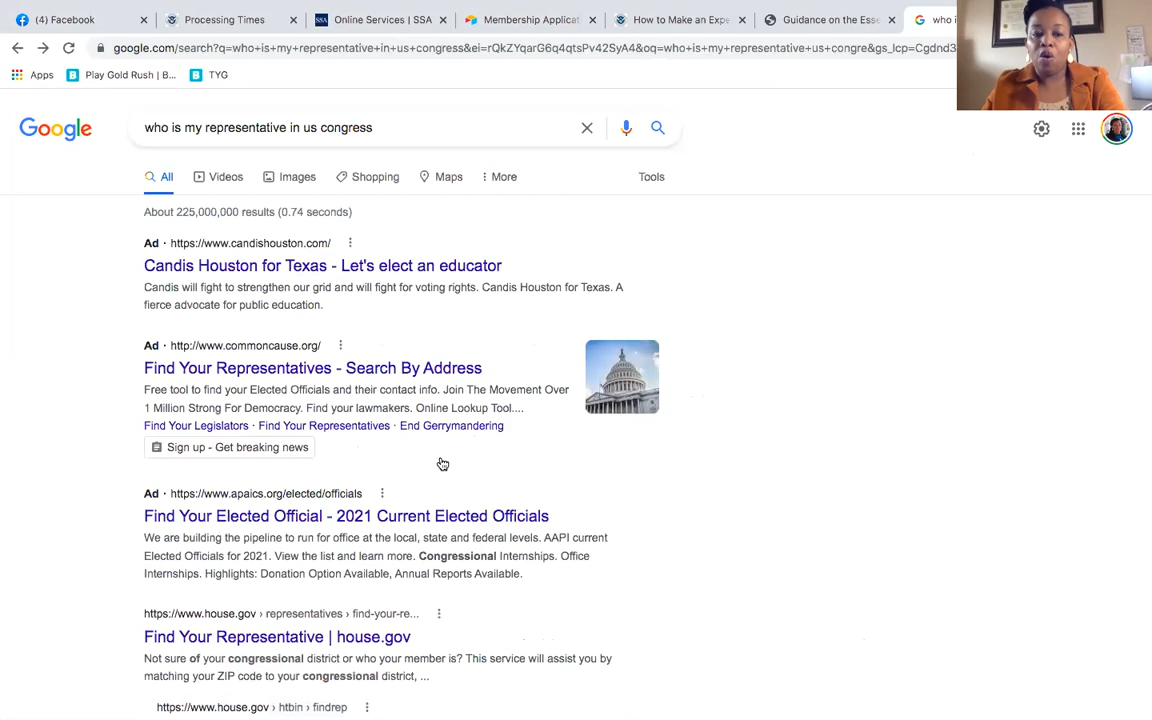 (4) Facebook
Processing Times
SSA
Online Services | SSA
Membership Applicat
How to Make an Expe
Guidance on the Esse
who i
google.com/search?q=who+is+my+representative+in+us+congress&ei=rQkZYqarG6q4qtsPv42SyA4&oq=who+is+my+representative+us+congre&gs_lcp=Cgdnd3
Apps
B
Play Gold Rush | B...
B
TYG
Google
who is my representative in us congress
All
Videos
Images
Shopping
Maps
More
Tools
About 225,000,000 results (0.74 seconds)
Ad · https://www.candishouston.com/
Candis Houston for Texas - Let's elect an educator
Candis will fight to strengthen our grid and will fight for voting rights. Candis Houston for Texas. A
fierce advocate for public education.
Ad · http://www.commoncause.org/
Find Your Representatives - Search By Address
Free tool to find your Elected Officials and their contact info. Join The Movement Over
1 Million Strong For Democracy. Find your lawmakers. Online Lookup Tool....
Find Your Legislators · Find Your Representatives · End Gerrymandering
Sign up - Get breaking news
Ad · https://www.apaics.org/elected/officials
Find Your Elected Official - 2021 Current Elected Officials
We are building the pipeline to run for office at the local, state and federal levels. AAPI current
Elected Officials for 2021. View the list and learn more. Congressional Internships. Office
Internships. Highlights: Donation Option Available, Annual Reports Available.
https://www.house.gov › representatives › find-your-re...
Find Your Representative | house.gov
Not sure of your congressional district or who your member is? This service will assist you by
matching your ZIP code to your congressional district, ...
https://www.house.gov › htbin › findrep